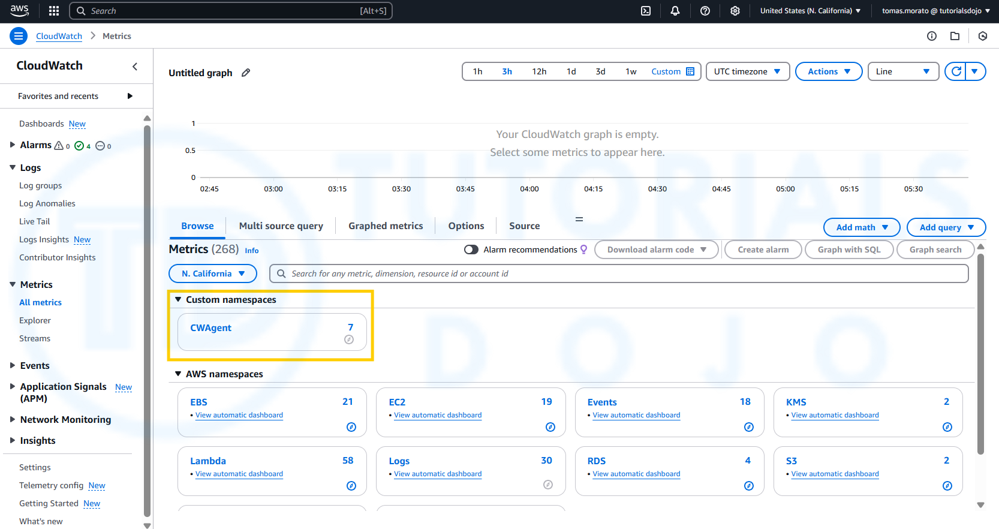 aws
Search [Alt+S]
United States (N. California)
tomas.morato @ tutorialsdojo
CloudWatch > Metrics
CloudWatch
Favorites and recents
Dashboards New
Alarms 0 4 0
Logs
Log groups
Log Anomalies
Live Tail
Logs Insights New
Contributor Insights
Metrics
All metrics
Explorer
Streams
Events
Application Signals New
(APM)
Network Monitoring
Insights
Settings
Telemetry config New
Getting Started New
What's new
Untitled graph
1h 3h 12h 1d 3d 1w Custom
UTC timezone
Actions
Line
1
Your CloudWatch graph is empty.
0.5
Select some metrics to appear here.
0
02:45 03:00 03:15 03:30 03:45 04:00 04:15 04:30 04:45 05:00 05:15 05:30
Browse
Multi source query
Graphed metrics
Options
Source
Add math
Add query
Metrics (268) Info
Alarm recommendations
Download alarm code
Create alarm
Graph with SQL
Graph search
N. California
Search for any metric, dimension, resource id or account id
Custom namespaces
CWAgent 7
AWS namespaces
EBS 21
• View automatic dashboard
EC2 19
• View automatic dashboard
Events 18
• View automatic dashboard
KMS 2
• View automatic dashboard
Lambda 58
• View automatic dashboard
Logs 30
• View automatic dashboard
RDS 4
• View automatic dashboard
S3 2
• View automatic dashboard
TD
TUTORIALS
DOJO